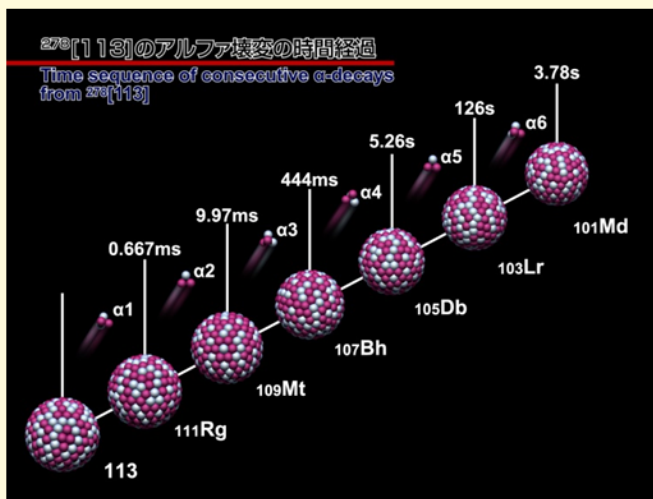 ²⁷⁸[113]のアルファ壊変の時間経過
Time sequence of consecutive α-decays
from ²⁷⁸[113]
3.78s
126s
α6
5.26s
α5
444ms
α4
9.97ms
α3
0.667ms
α2
α1
₁₀₁Md
₁₀₃Lr
₁₀₅Db
₁₀₇Bh
₁₀₉Mt
₁₁₁Rg
113